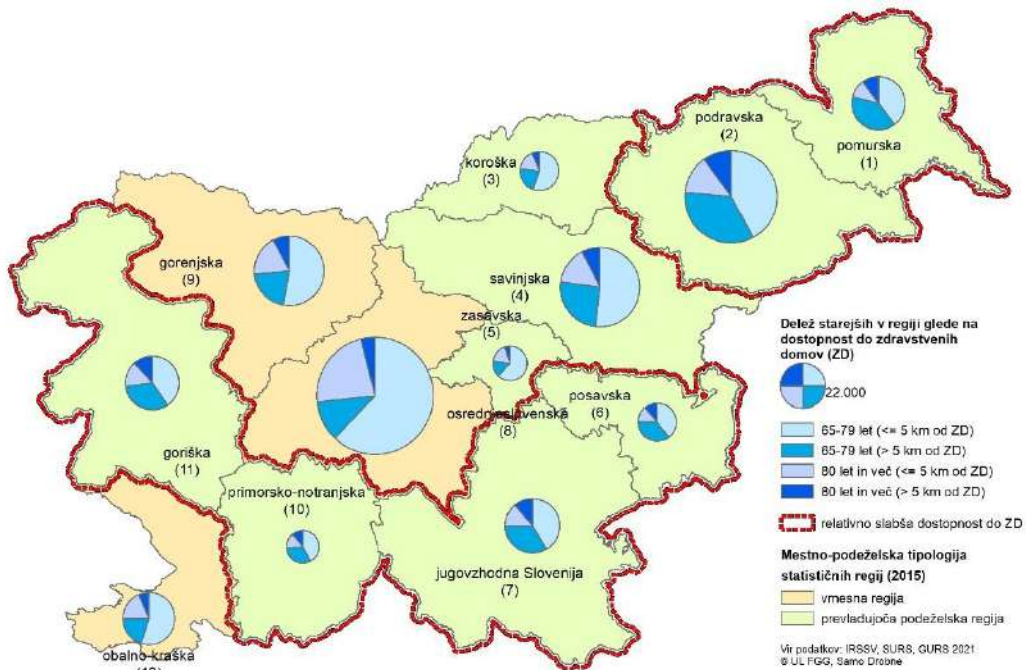 podravska
(2)
pomurska
(1)
koroška
(3)
gorenjska
(9)
savinjska
(4)
zasavska
(5)
osrednjeslovenska
(8)
posavska
(6)
goriška
(11)
primorsko-notranjska
(10)
jugovzhodna Slovenija
(7)
obalno-kraška
Delež starejših v regiji glede na
dostopnost do zdravstvenih
domov (ZD)
22.000
65-79 let (<= 5 km od ZD)
65-79 let (> 5 km od ZD)
80 let in več (<= 5 km od ZD)
80 let in več (> 5 km od ZD)
relativno slabša dostopnost do ZD
Mestno-podeželska tipologija
statističnih regij (2015)
vmesna regija
prevladujoča podeželska regija
Vir podatkov: IRSSV, SURS, GURS 2021
© UL FGG, Samo Drobne